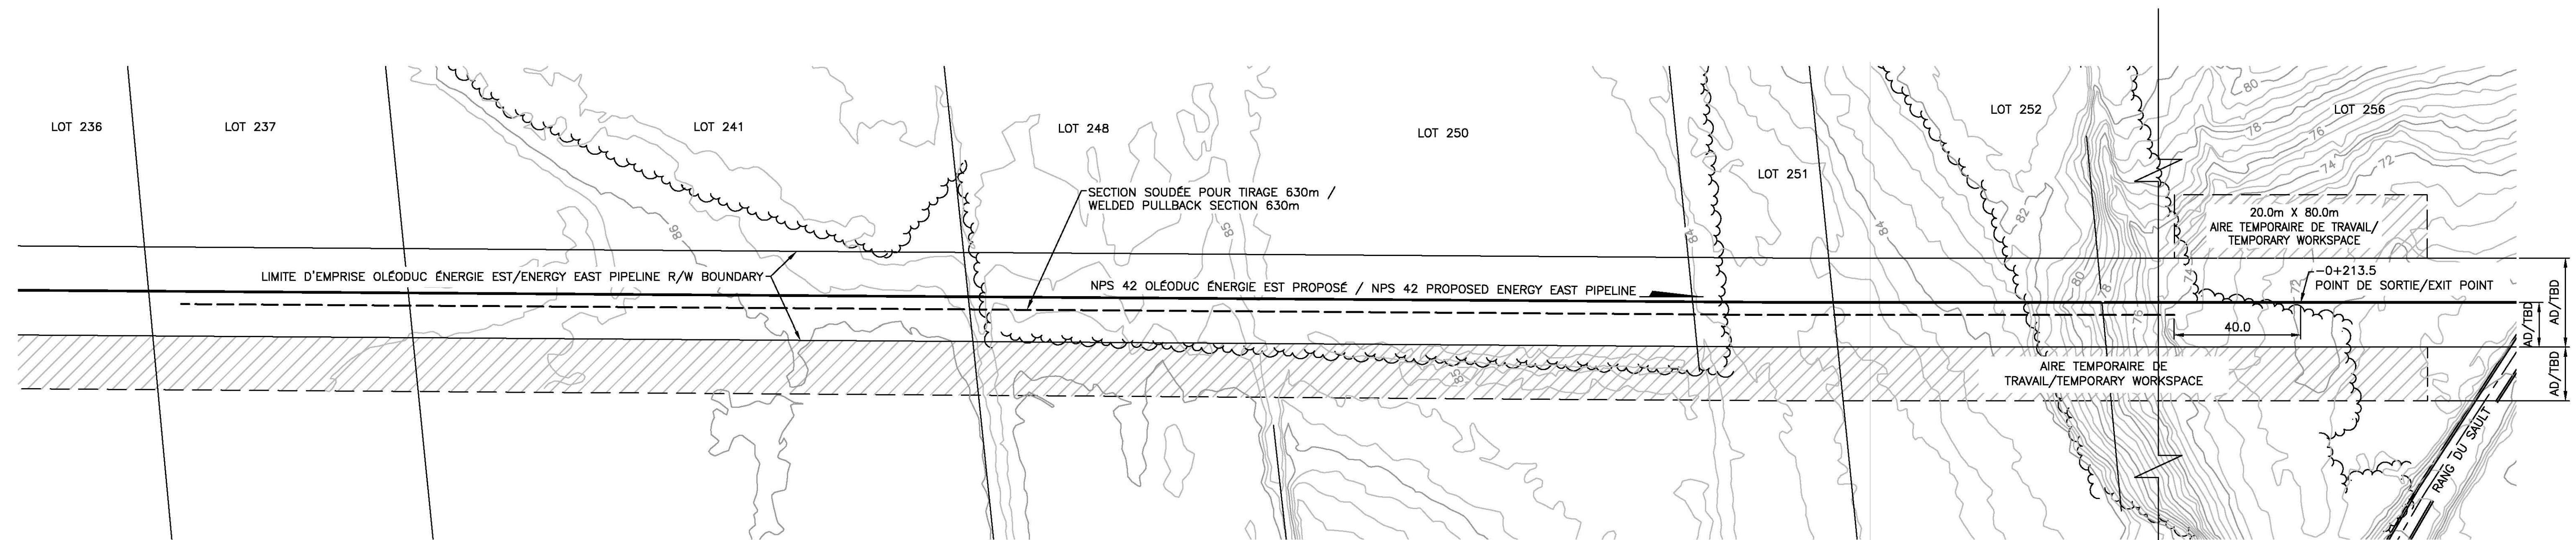 LOT 236
LOT 237
LOT 241
LOT 248
LOT 250
LOT 251
LOT 252
LOT 256
80
78
76
74
72
82
84
84
85
86
SECTION SOUDÉE POUR TIRAGE 630m /
WELDED PULLBACK SECTION 630m
20.0m X 80.0m
AIRE TEMPORAIRE DE TRAVAIL/
TEMPORARY WORKSPACE
LIMITE D'EMPRISE OLÉODUC ÉNERGIE EST/ENERGY EAST PIPELINE R/W BOUNDARY
NPS 42 OLÉODUC ÉNERGIE EST PROPOSÉ / NPS 42 PROPOSED ENERGY EAST PIPELINE
80
78
76
74
72
-0+213.5
POINT DE SORTIE/EXIT POINT
40.0
AD/TBD
AD/TBD
AD/TBD
85
AIRE TEMPORAIRE DE
TRAVAIL/TEMPORARY WORKSPACE
RANG DU SAULT